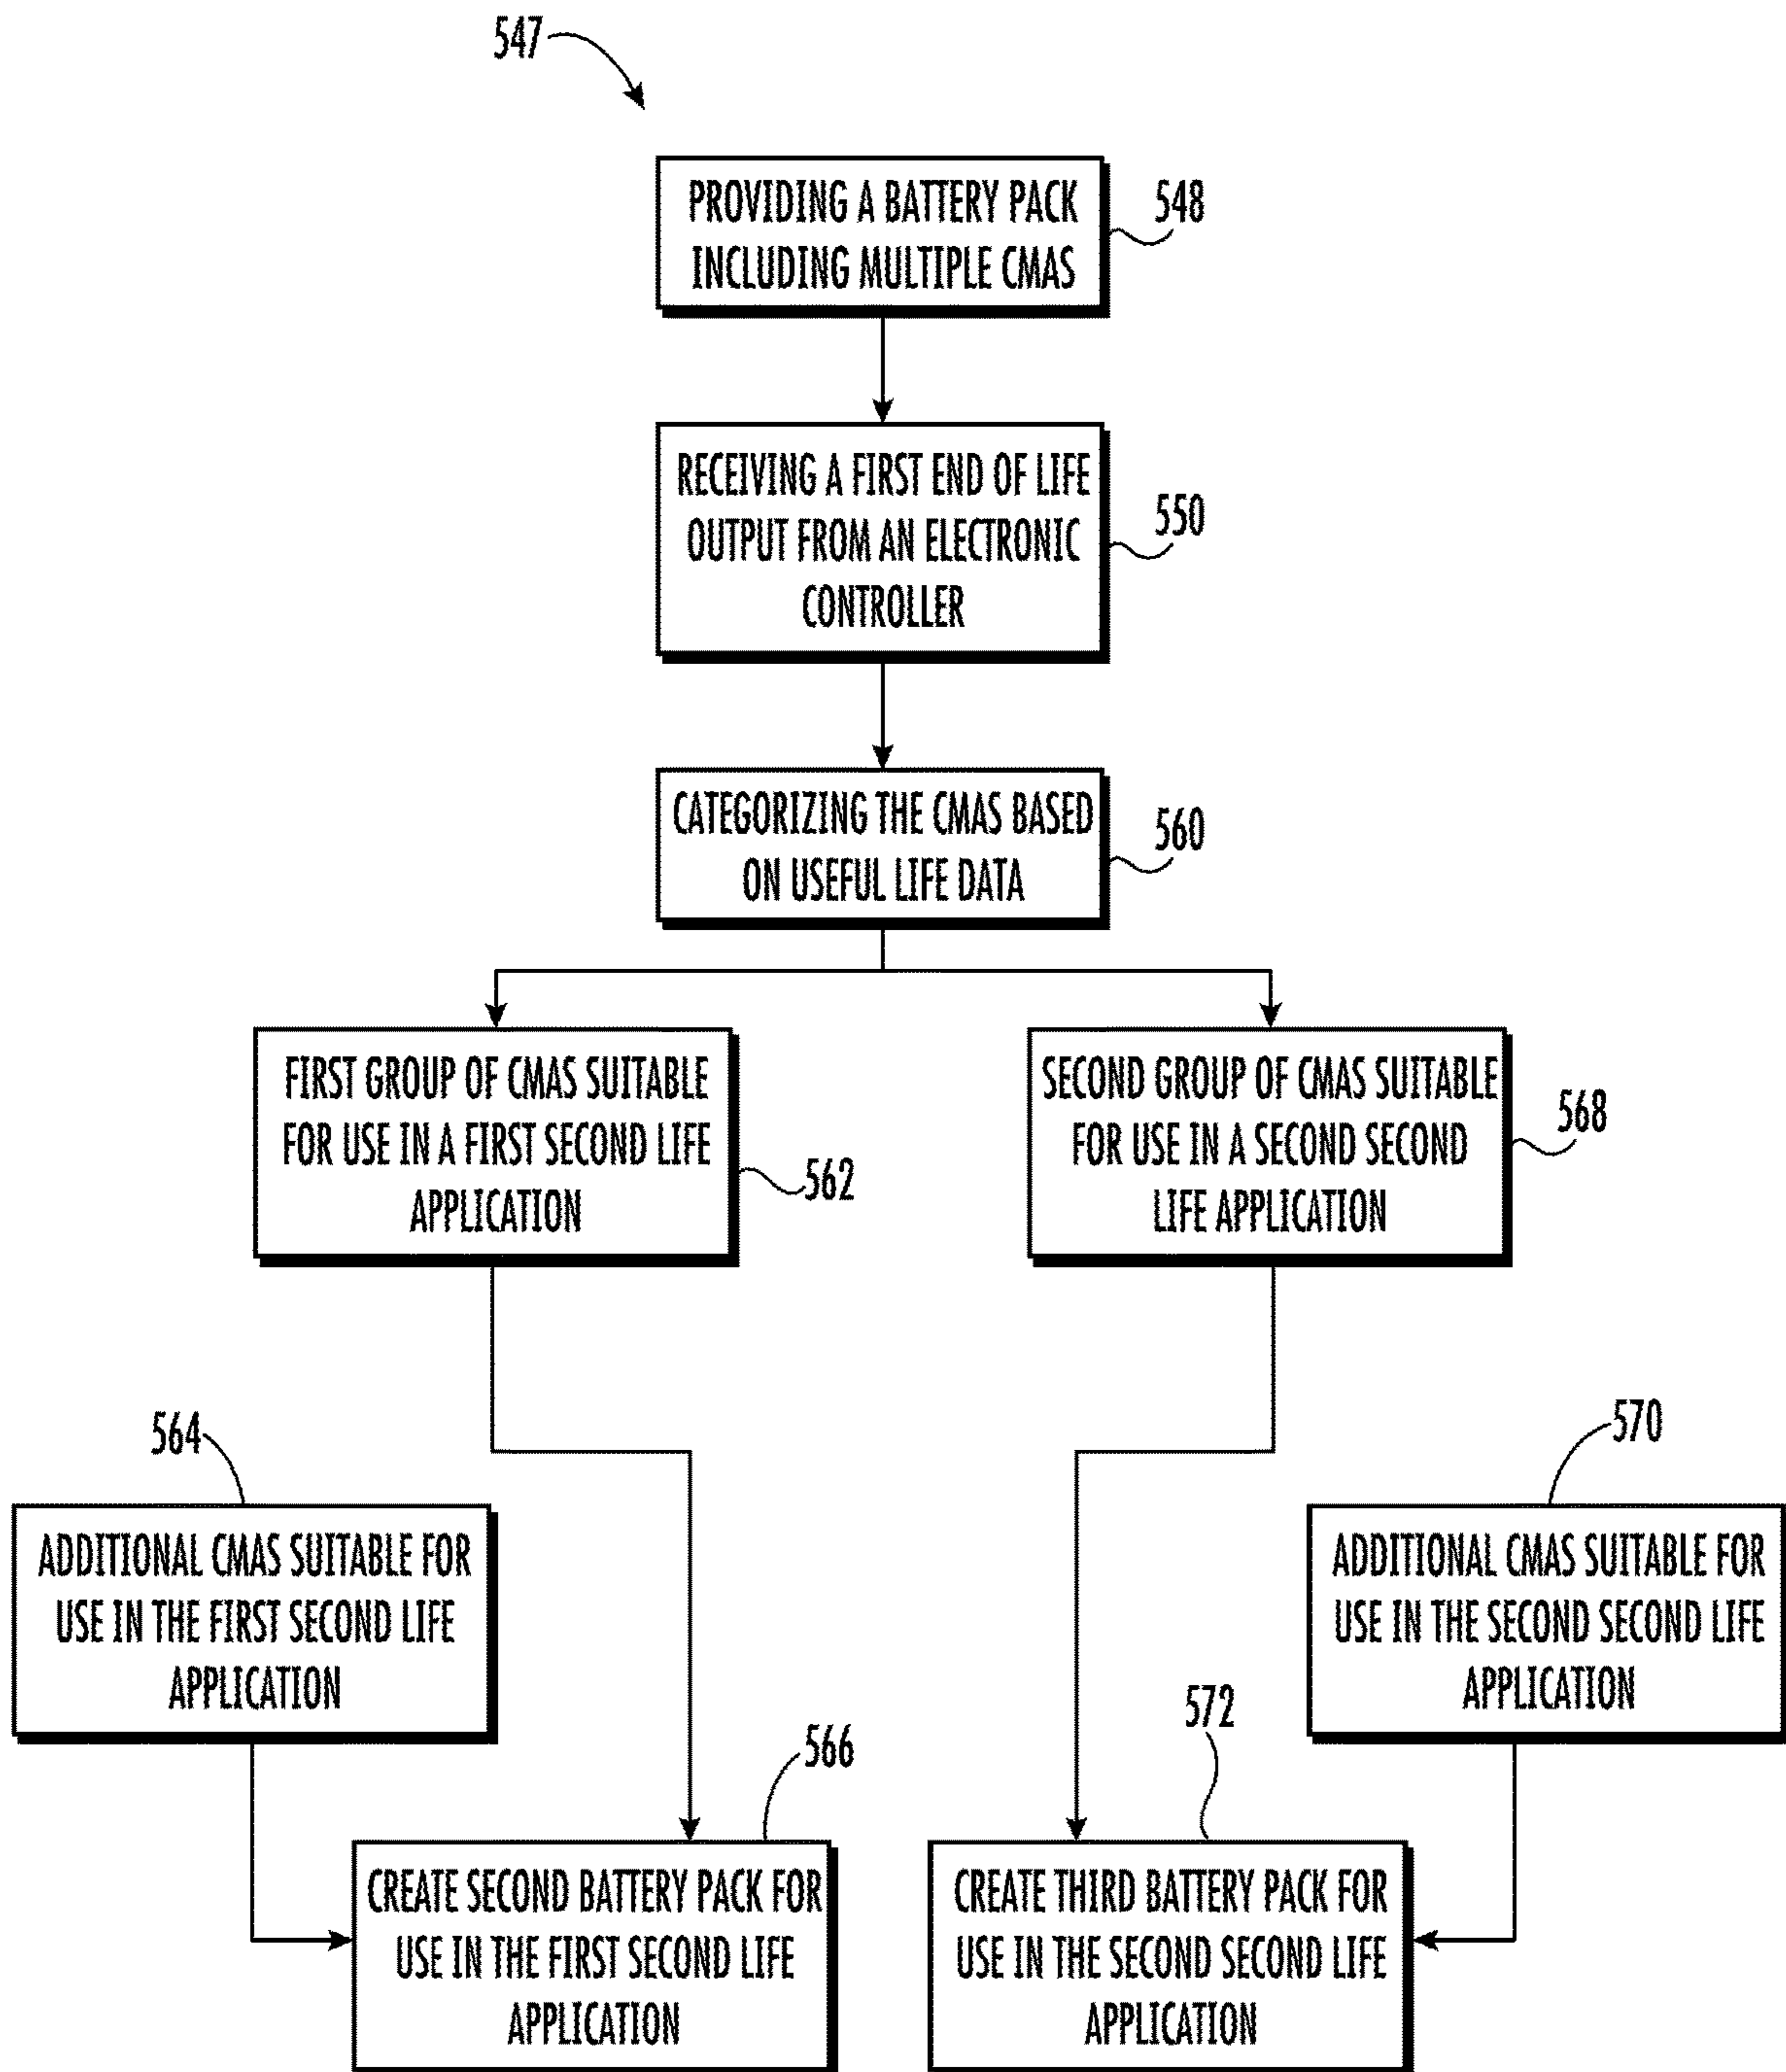 547
PROVIDING A BATTERY PACK
INCLUDING MULTIPLE CMAS
548
RECEIVING A FIRST END OF LIFE
OUTPUT FROM AN ELECTRONIC
CONTROLLER
550
CATEGORIZING THE CMAS BASED
ON USEFUL LIFE DATA
560
FIRST GROUP OF CMAS SUITABLE
FOR USE IN A FIRST SECOND LIFE
APPLICATION
562
SECOND GROUP OF CMAS SUITABLE
FOR USE IN A SECOND SECOND
LIFE APPLICATION
568
564
ADDITIONAL CMAS SUITABLE FOR
USE IN THE FIRST SECOND LIFE
APPLICATION
570
ADDITIONAL CMAS SUITABLE FOR
USE IN THE SECOND SECOND LIFE
APPLICATION
566
CREATE SECOND BATTERY PACK FOR
USE IN THE FIRST SECOND LIFE
APPLICATION
572
CREATE THIRD BATTERY PACK FOR
USE IN THE SECOND SECOND LIFE
APPLICATION